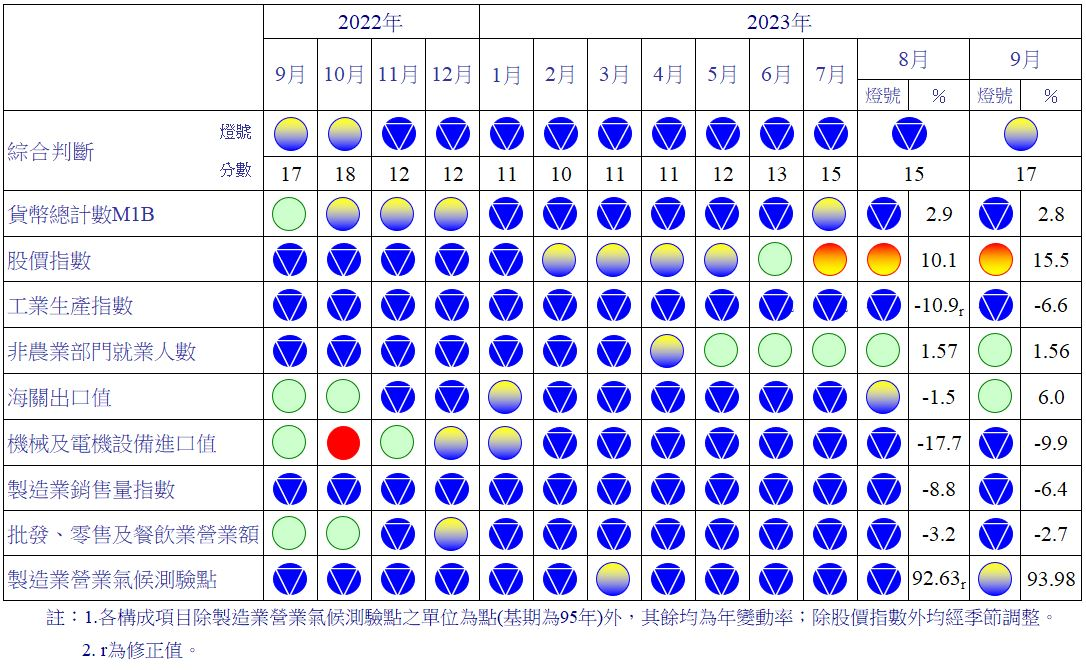 2022年 2023年
9月 10月 11月 12月 1月 2月 3月 4月 5月 6月 7月 8月 9月
燈號 % 燈號 %
綜合判斷 燈號
分數 17 18 12 12 11 10 11 11 12 13 15 15 17
貨幣總計數M1B 2.9 2.8
股價指數 10.1 15.5
工業生產指數 -10.9r -6.6
非農業部門就業人數 1.57 1.56
海關出口值 -1.5 6.0
機械及電機設備進口值 -17.7 -9.9
製造業銷售量指數 -8.8 -6.4
批發、零售及餐飲業營業額 -3.2 -2.7
製造業營業氣候測驗點 92.63r 93.98
註：1.各構成項目除製造業營業氣候測驗點之單位為點(基期為95年)外，其餘均為年變動率；除股價指數外均經季節調整。
2. r為修正值。